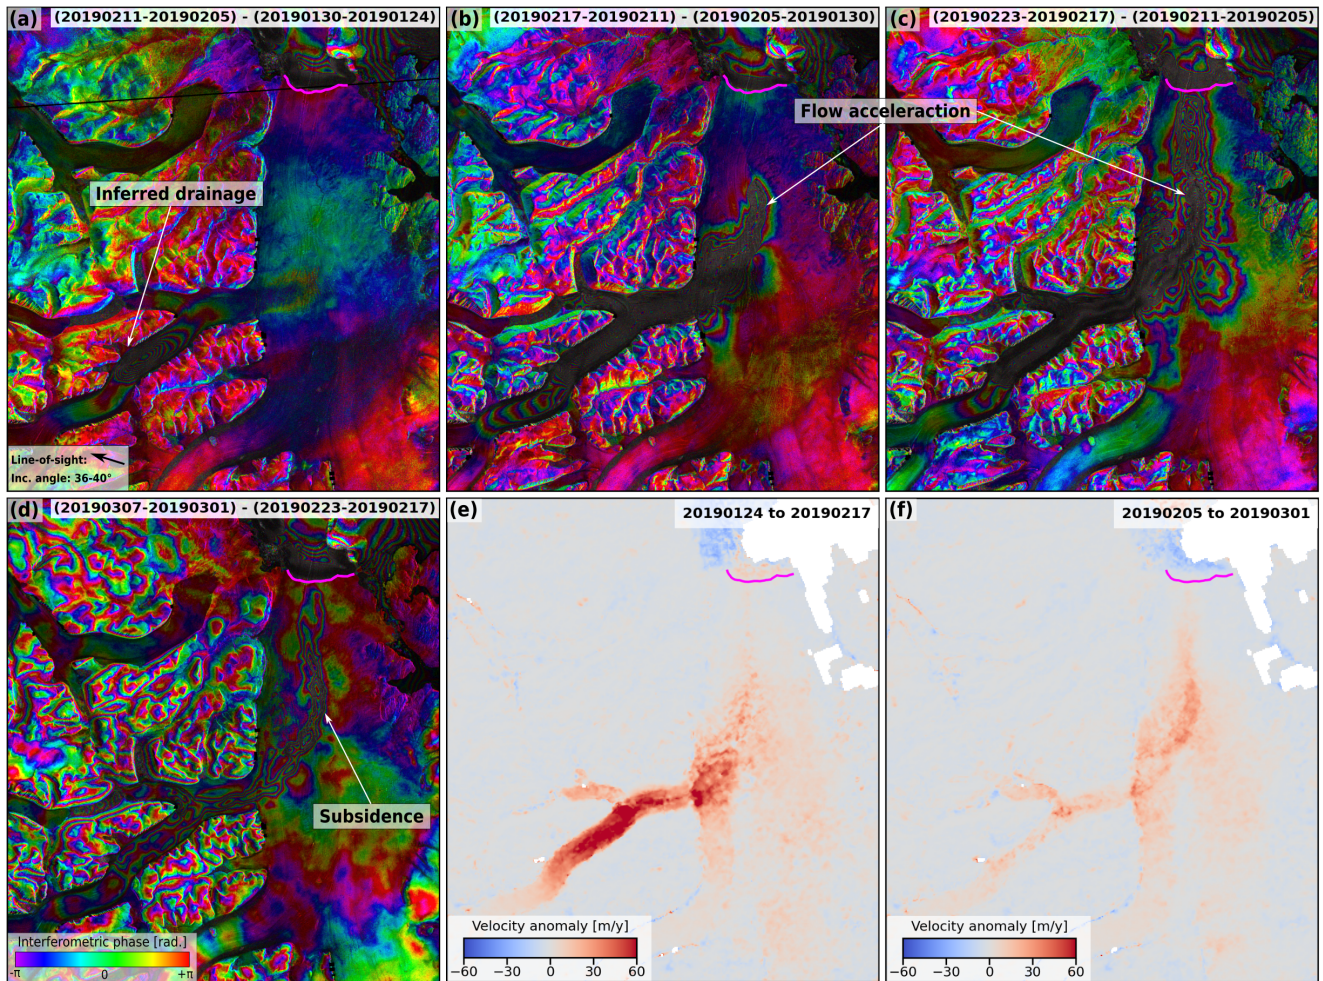 (a) (20190211-20190205) - (20190130-20190124)
(b) (20190217-20190211) - (20190205-20190130)
(c) (20190223-20190217) - (20190211-20190205)
Flow acceleraction
Inferred drainage
Line-of-sight:
Inc. angle: 36-40°
(d) (20190307-20190301) - (20190223-20190217)
(e) 20190124 to 20190217
(f) 20190205 to 20190301
Subsidence
Interferometric phase [rad.]
-π 0 +π
Velocity anomaly [m/y]
−60 −30 0 30 60
Velocity anomaly [m/y]
−60 −30 0 30 60